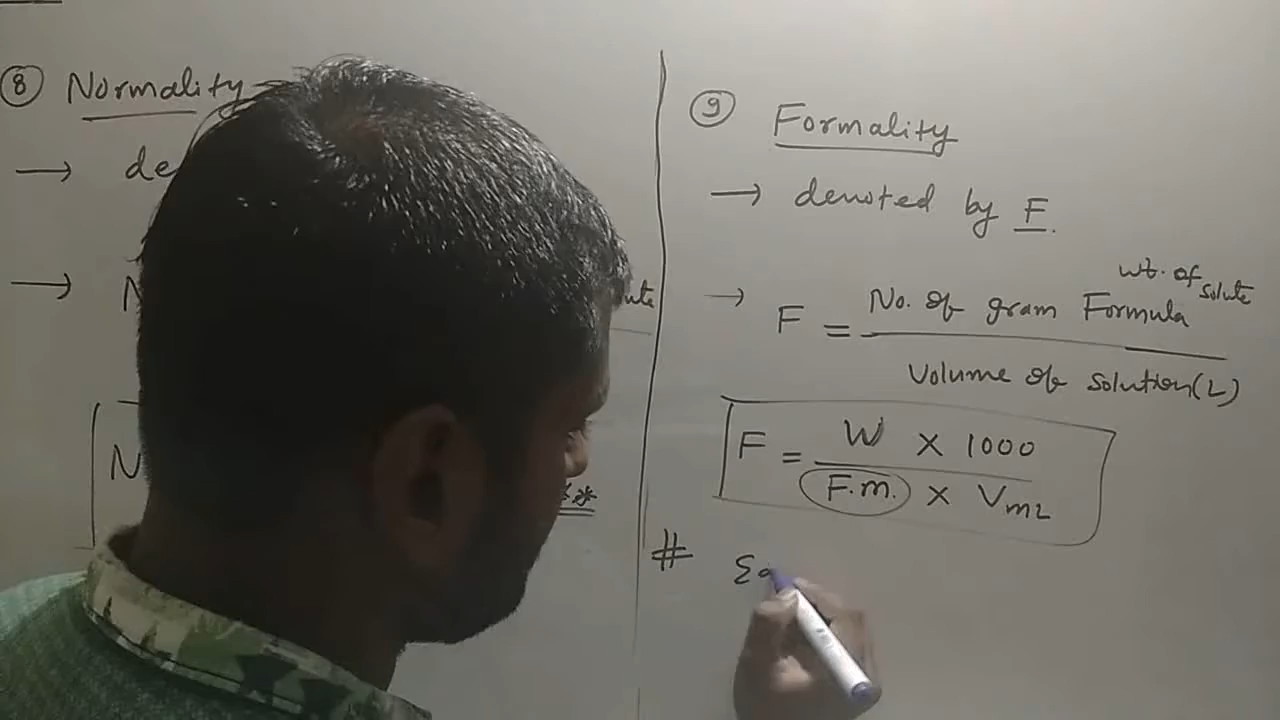 ⑧ Normality
→ de
→ N
ute
N
**
⑨ Formality
→ denoted by F.
wt. of solute
→ F = No. of gram Formula
Volume of solution(L)
F = W × 1000
F.m. × VmL
#